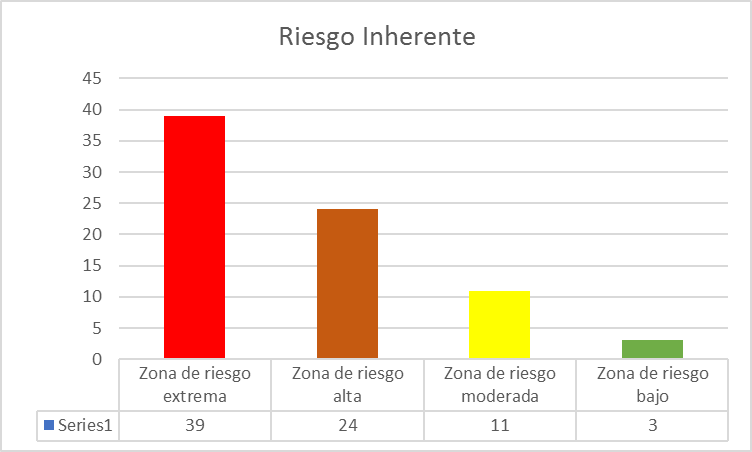 Riesgo Inherente
45
40
35
30
25
20
15
10
5
0
Zona de riesgo extrema
Zona de riesgo alta
Zona de riesgo moderada
Zona de riesgo bajo
Series1 39 24 11 3